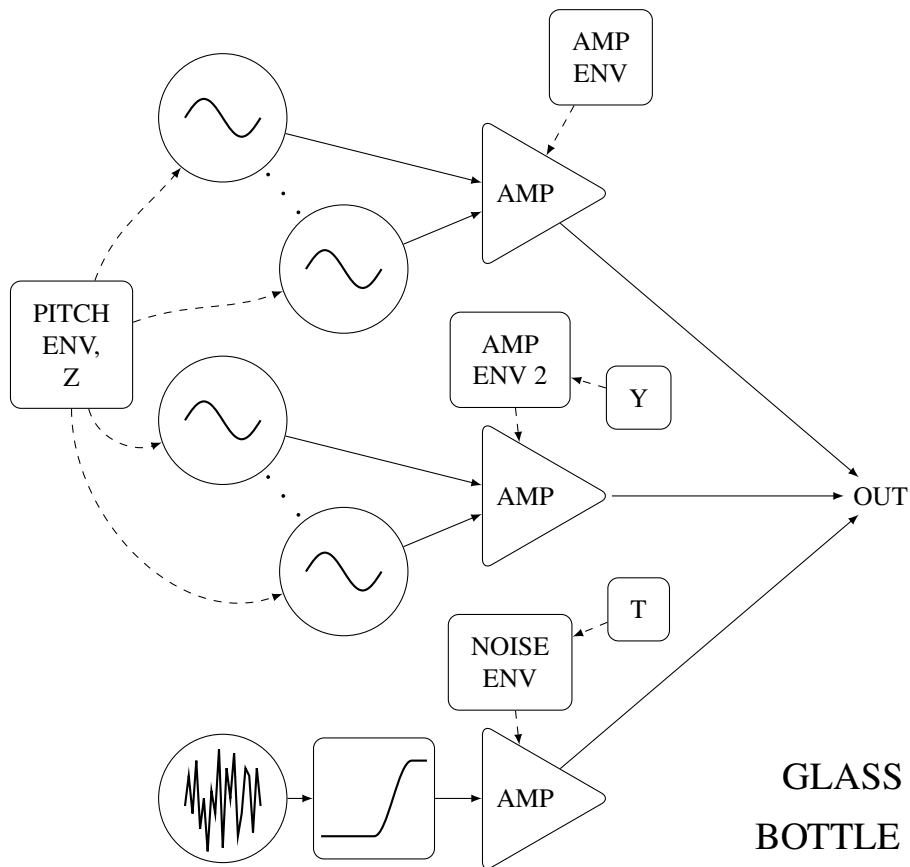 AMP
ENV
AMP
PITCH
ENV,
Z
AMP
ENV 2
Y
AMP
OUT
T
NOISE
ENV
AMP
GLASS
BOTTLE